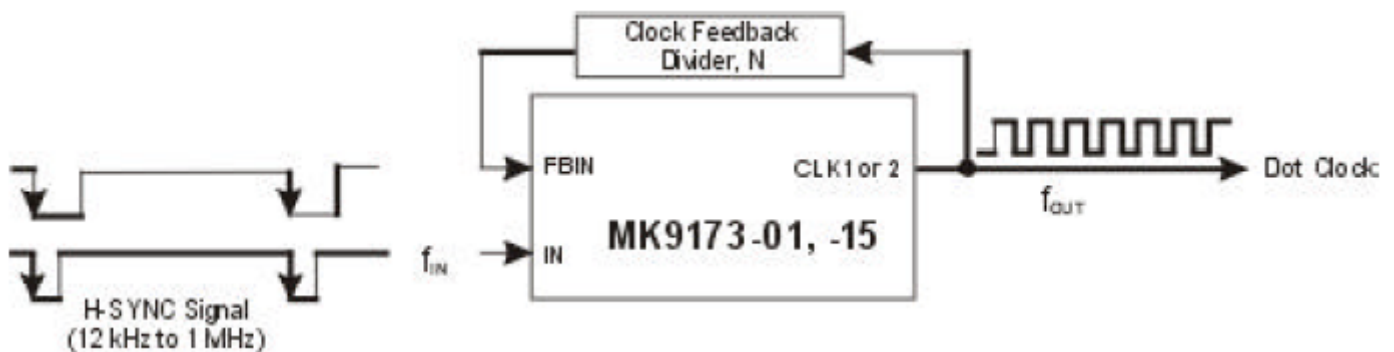 Clock Feedback
Divider, N
FBIN
CLK1 or 2
Dot Clock
fOUT
MK9173-01, -15
fIN
IN
H-SYNC Signal
(12 kHz to 1 MHz)